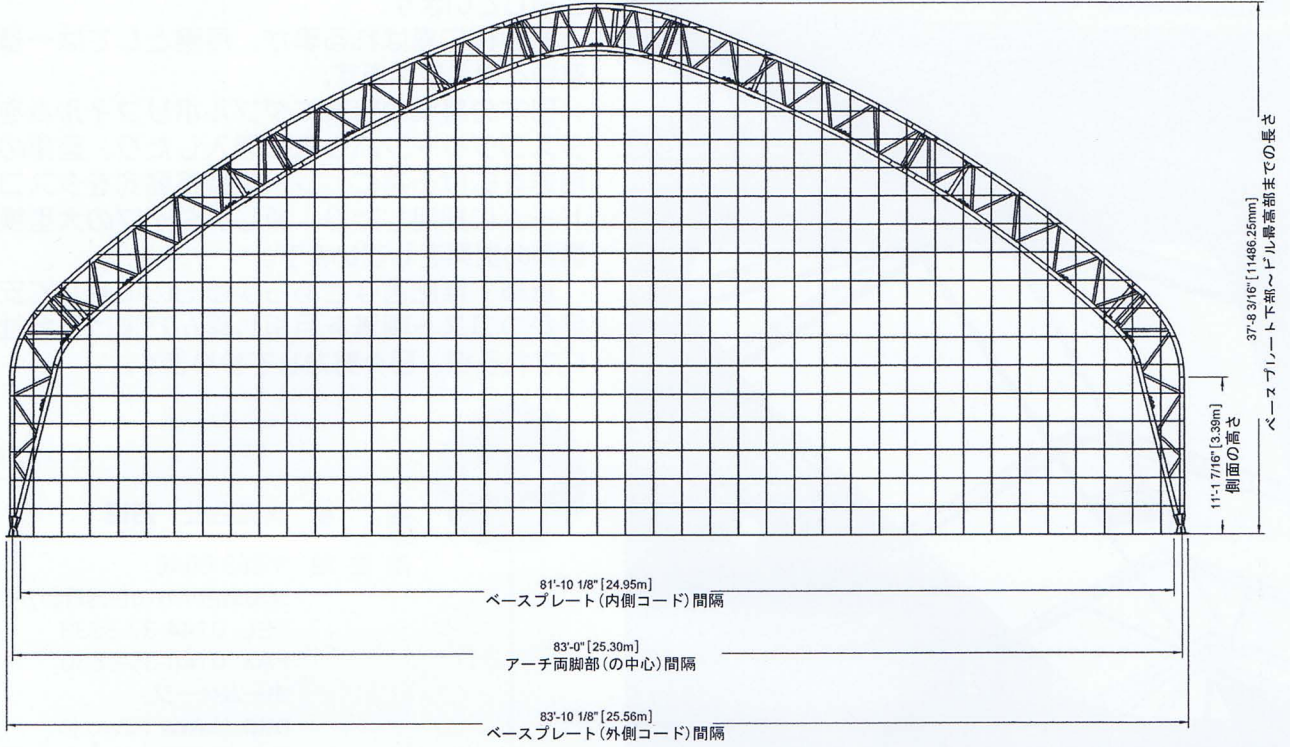 37'-8 3/16" [11486.25mm]
ベースプレート下部～ビル最高部までの長さ
11'-1 7/16" [3.39m]
側面の高さ
81'-10 1/8" [24.95m]
ベースプレート(内側コード)間隔
83'-0" [25.30m]
アーチ両脚部(の中心)間隔
83'-10 1/8" [25.56m]
ベースプレート(外側コード)間隔